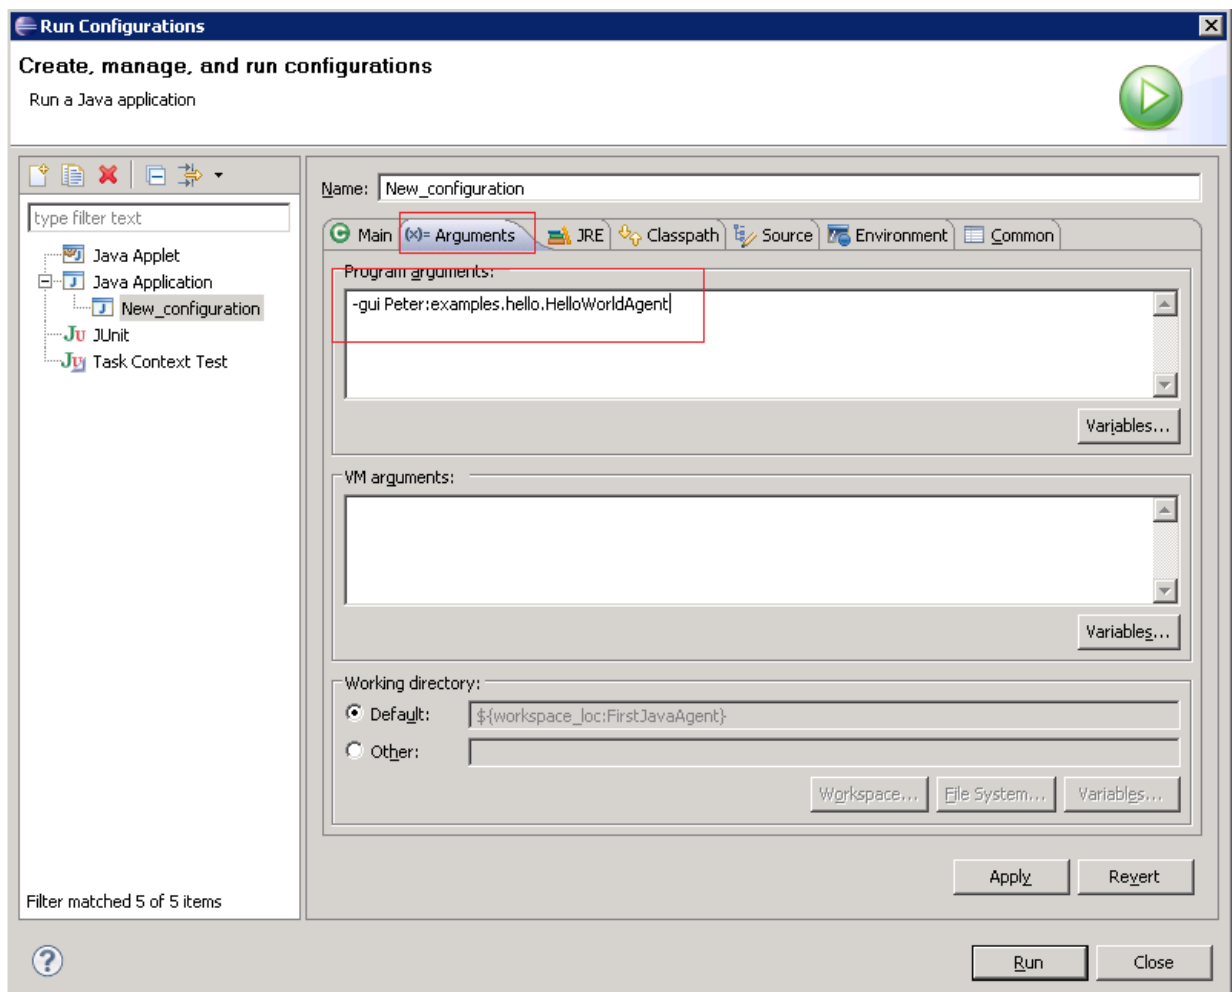 Run Configurations
Create, manage, and run configurations
Run a Java application
type filter text
Java Applet
Java Application
New_configuration
JUnit
Task Context Test
Filter matched 5 of 5 items
Name: New_configuration
Main (x)= Arguments JRE Classpath Source Environment Common
Program arguments:
-gui Peter:examples.hello.HelloWorldAgent
Variables...
VM arguments:
Variables...
Working directory:
Default: ${workspace_loc:FirstJavaAgent}
Other:
Workspace... File System... Variables...
Apply Revert
Run Close